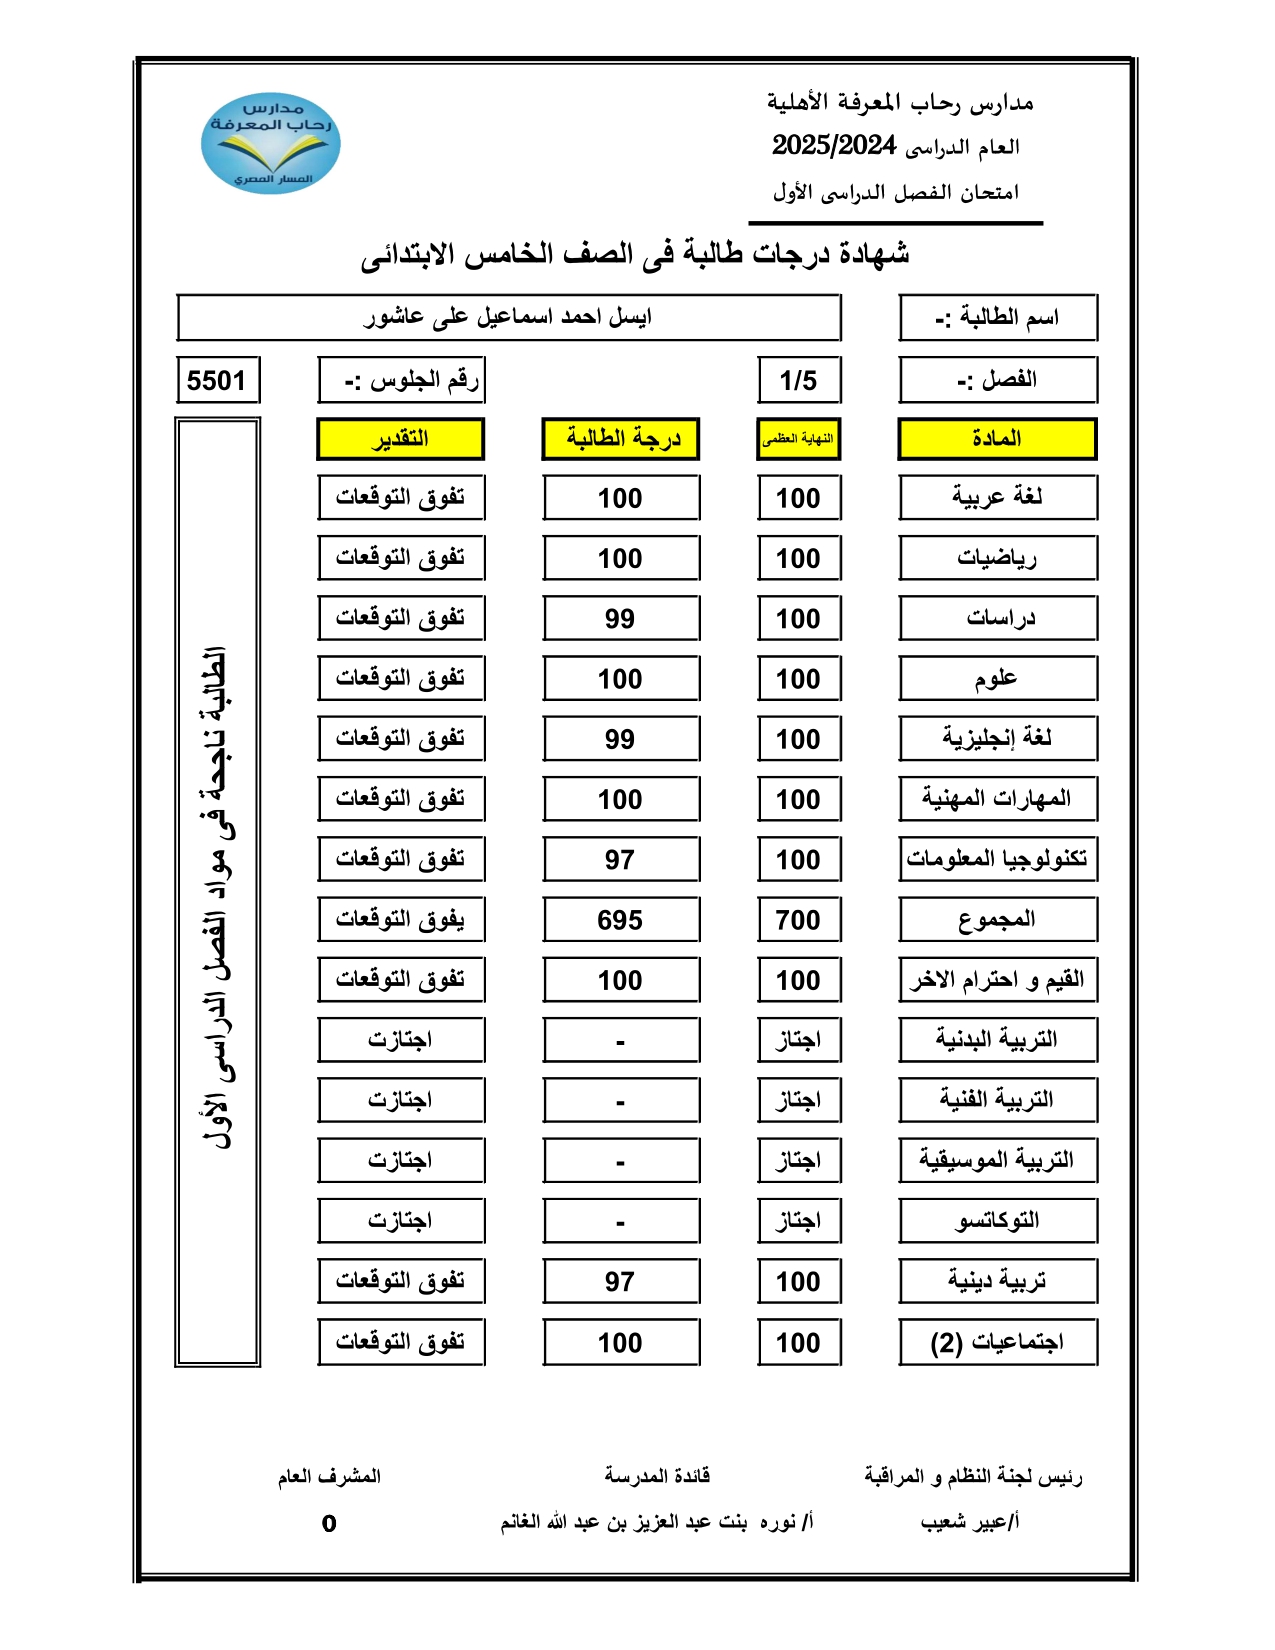 مدارس رحاب المعرفة الأهلية
العام الدراسى 2025/2024
امتحان الفصل الدراسى الأول
مدارس
رحاب المعرفة
المسار المصري
شهادة درجات طالبة فى الصف الخامس الابتدائى
اسم الطالبة :- ايسل احمد اسماعيل على عاشور
الفصل :- 1/5 رقم الجلوس :- 5501
المادة النهاية العظمى درجة الطالبة التقدير
لغة عربية 100 100 تفوق التوقعات
رياضيات 100 100 تفوق التوقعات
دراسات 100 99 تفوق التوقعات
علوم 100 100 تفوق التوقعات
لغة إنجليزية 100 99 تفوق التوقعات
المهارات المهنية 100 100 تفوق التوقعات
تكنولوجيا المعلومات 100 97 تفوق التوقعات
المجموع 700 695 يفوق التوقعات
القيم و احترام الاخر 100 100 تفوق التوقعات
التربية البدنية اجتاز - اجتازت
التربية الفنية اجتاز - اجتازت
التربية الموسيقية اجتاز - اجتازت
التوكاتسو اجتاز - اجتازت
تربية دينية 100 97 تفوق التوقعات
اجتماعيات (2) 100 100 تفوق التوقعات
الطالبة ناجحة فى مواد الفصل الدراسى الأول
رئيس لجنة النظام و المراقبة قائدة المدرسة المشرف العام
أ/عبير شعيب أ/ نوره بنت عبد العزيز بن عبد الله الغانم 0